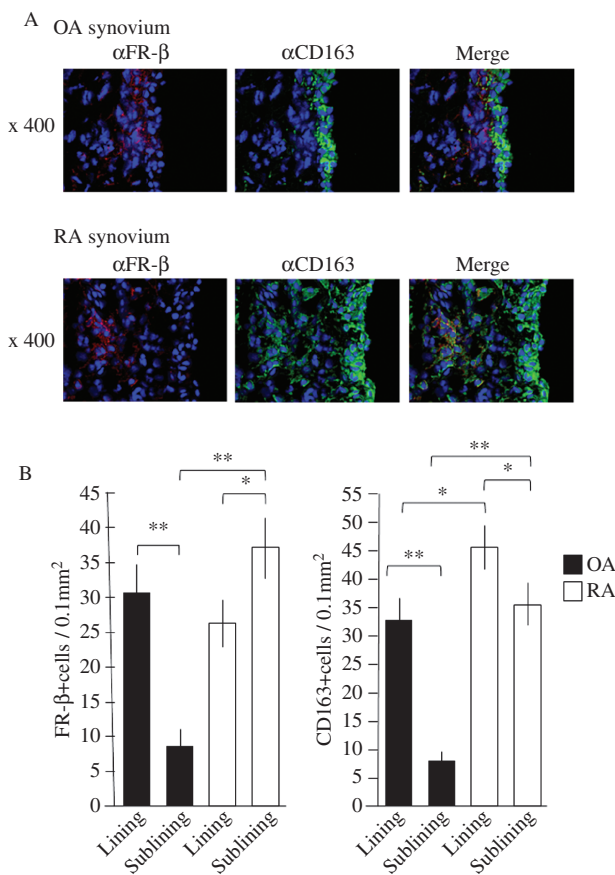 A
OA synovium
αFR-β αCD163 Merge
x 400
RA synovium
αFR-β αCD163 Merge
x 400
B
FR-β+cells / 0.1mm²
45
40
35
30
25
20
15
10
5
0
**
**
*
Lining Sublining Lining Sublining
CD163+cells / 0.1mm²
55
50
45
40
35
30
25
20
15
10
5
0
**
*
*
**
Lining Sublining Lining Sublining
OA
RA